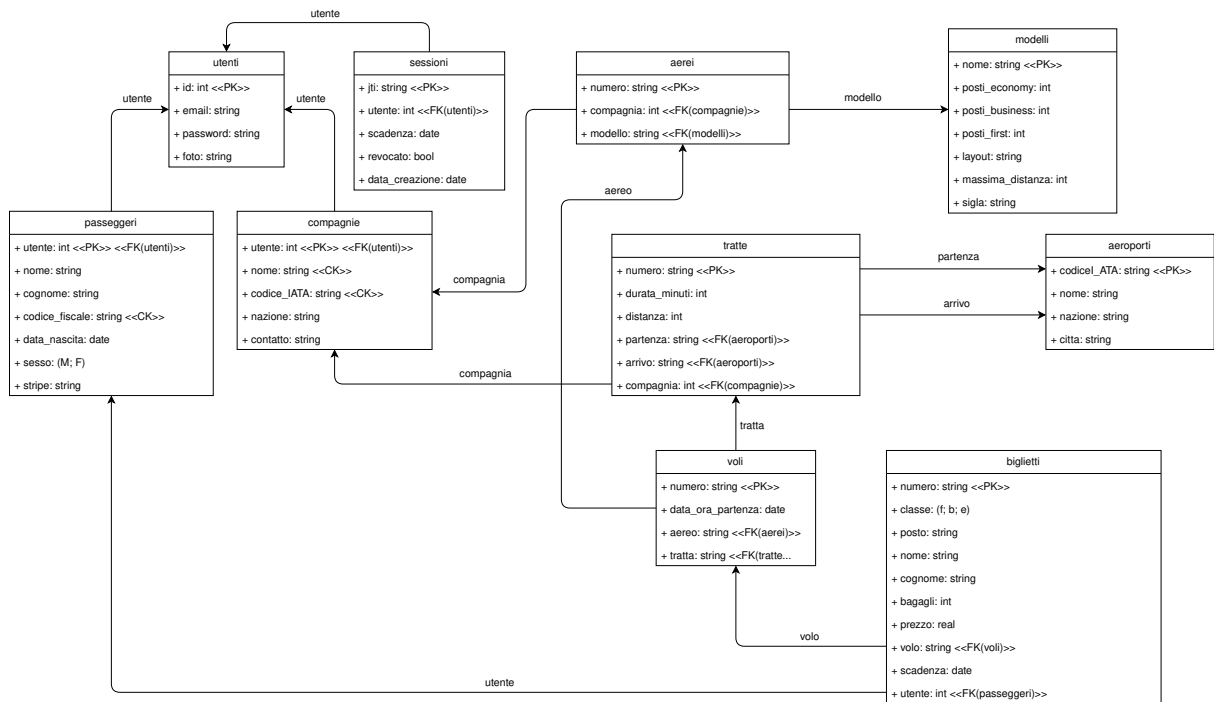 utente
utenti
+ id: int <<PK>>
+ email: string
+ password: string
+ foto: string
sessioni
+ jti: string <<PK>>
+ utente: int <<FK(utenti)>>
+ scadenza: date
+ revocato: bool
+ data_creazione: date
aerei
+ numero: string <<PK>>
+ compagnia: int <<FK(compagnie)>>
+ modello: string <<FK(modelli)>>
modelli
+ nome: string <<PK>>
+ posti_economy: int
+ posti_business: int
+ posti_first: int
+ layout: string
+ massima_distanza: int
+ sigla: string
utente
utente
modello
aereo
passeggeri
+ utente: int <<PK>> <<FK(utenti)>>
+ nome: string
+ cognome: string
+ codice_fiscale: string <<CK>>
+ data_nascita: date
+ sesso: (M; F)
+ stripe: string
compagnie
+ utente: int <<PK>> <<FK(utenti)>>
+ nome: string <<CK>>
+ codice_IATA: string <<CK>>
+ nazione: string
+ contatto: string
compagnia
compagnia
tratte
+ numero: string <<PK>>
+ durata_minuti: int
+ distanza: int
+ partenza: string <<FK(aeroporti)>>
+ arrivo: string <<FK(aeroporti)>>
+ compagnia: int <<FK(compagnie)>>
partenza
arrivo
aeroporti
+ codiceI_ATA: string <<PK>>
+ nome: string
+ nazione: string
+ citta: string
tratta
voli
+ numero: string <<PK>>
+ data_ora_partenza: date
+ aereo: string <<FK(aerei)>>
+ tratta: string <<FK(tratte...
biglietti
+ numero: string <<PK>>
+ classe: (f; b; e)
+ posto: string
+ nome: string
+ cognome: string
+ bagagli: int
+ prezzo: real
+ volo: string <<FK(voli)>>
+ scadenza: date
+ utente: int <<FK(passeggeri)>>
volo
utente